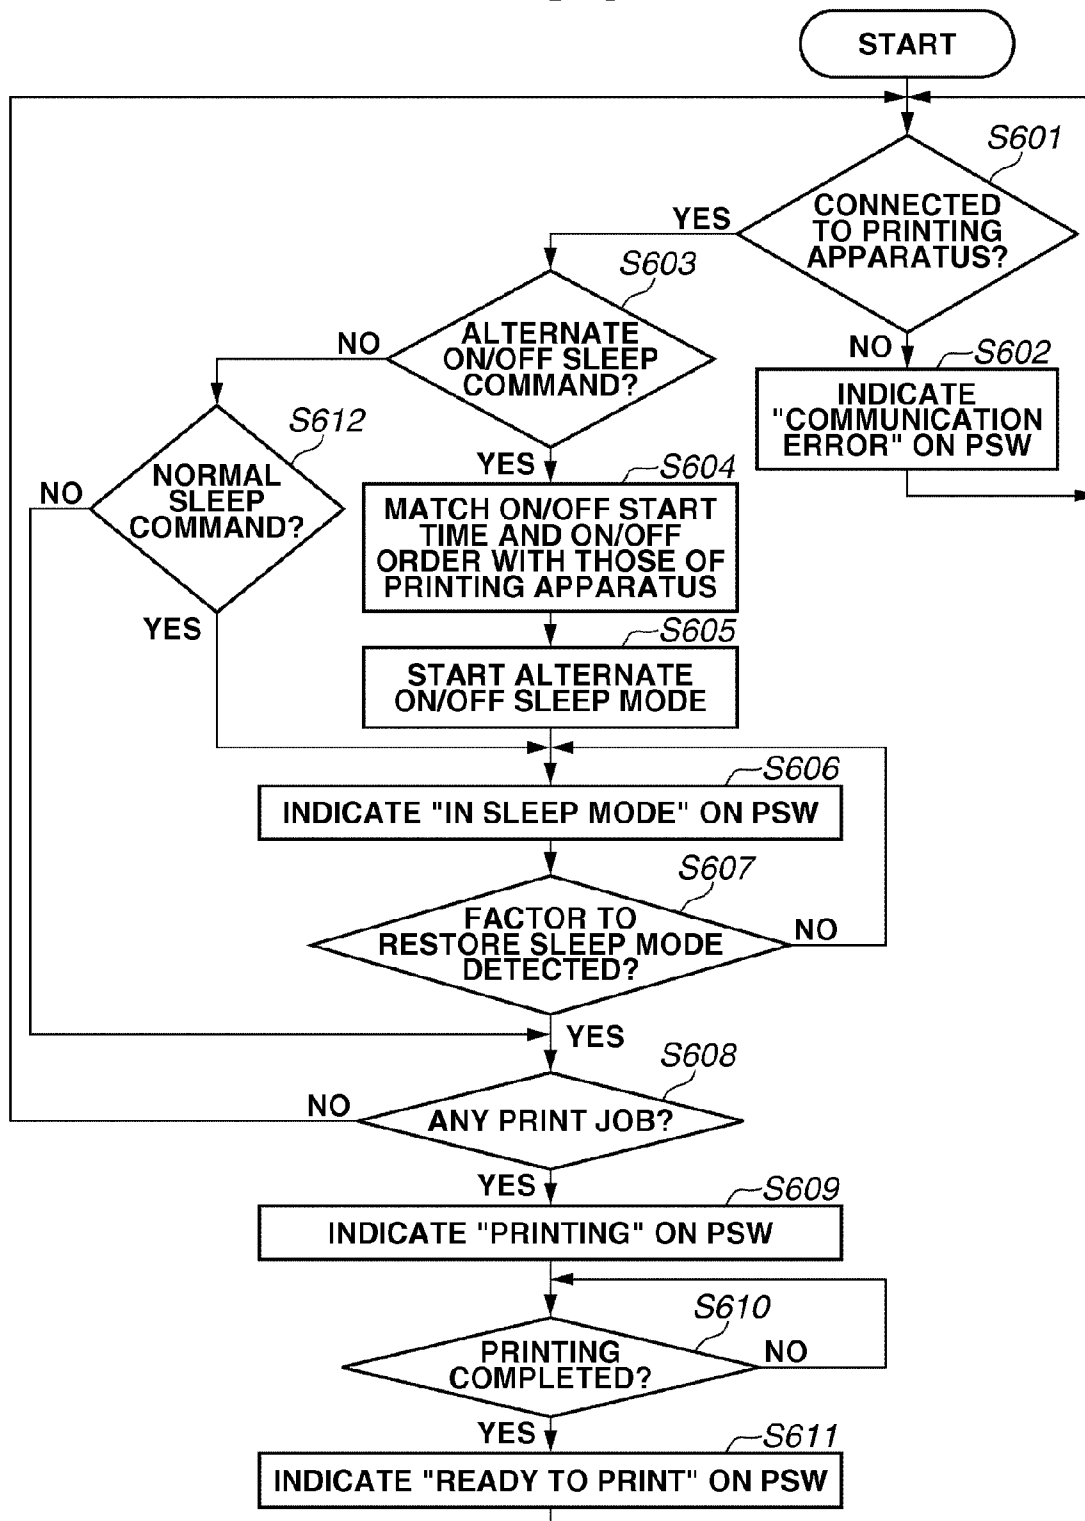 START
S601
CONNECTED
TO PRINTING
APPARATUS?
YES
NO
S602
INDICATE
"COMMUNICATION
ERROR" ON PSW
S603
ALTERNATE
ON/OFF SLEEP
COMMAND?
NO
YES
S612
NORMAL
SLEEP
COMMAND?
NO
YES
S604
MATCH ON/OFF START
TIME AND ON/OFF
ORDER WITH THOSE OF
PRINTING APPARATUS
S605
START ALTERNATE
ON/OFF SLEEP MODE
S606
INDICATE "IN SLEEP MODE" ON PSW
S607
FACTOR TO
RESTORE SLEEP MODE
DETECTED?
NO
YES
S608
ANY PRINT JOB?
NO
YES
S609
INDICATE "PRINTING" ON PSW
S610
PRINTING
COMPLETED?
NO
YES
S611
INDICATE "READY TO PRINT" ON PSW